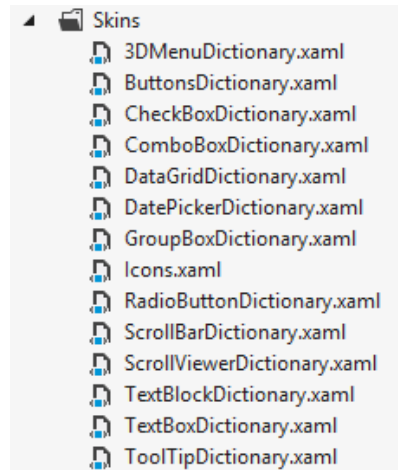 Skins
3DMenuDictionary.xaml
ButtonsDictionary.xaml
CheckBoxDictionary.xaml
ComboBoxDictionary.xaml
DataGridDictionary.xaml
DatePickerDictionary.xaml
GroupBoxDictionary.xaml
Icons.xaml
RadioButtonDictionary.xaml
ScrollBarDictionary.xaml
ScrollViewerDictionary.xaml
TextBlockDictionary.xaml
TextBoxDictionary.xaml
ToolTipDictionary.xaml